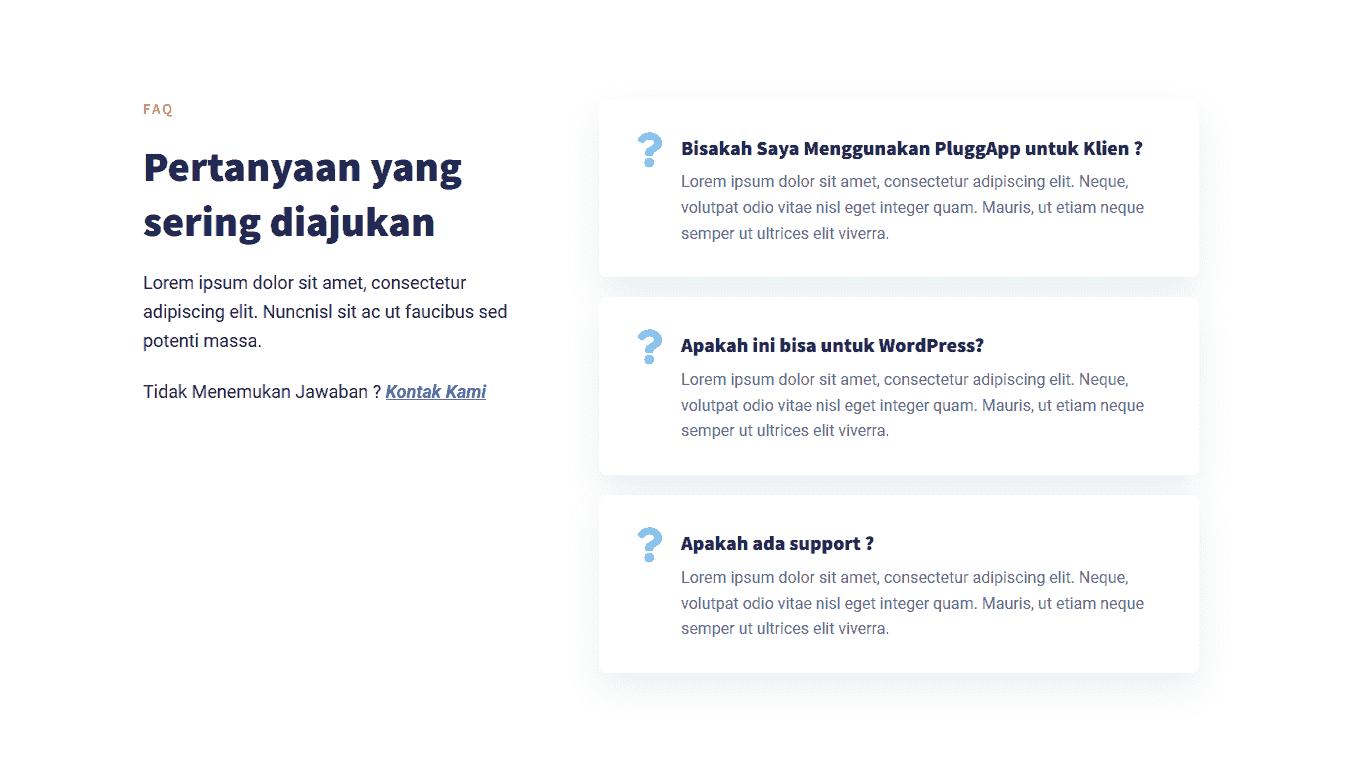 FAQ
Pertanyaan yang
sering diajukan
Lorem ipsum dolor sit amet, consectetur
adipiscing elit. Nuncnisl sit ac ut faucibus sed
potenti massa.
Tidak Menemukan Jawaban ? Kontak Kami
Bisakah Saya Menggunakan PluggApp untuk Klien ?
Lorem ipsum dolor sit amet, consectetur adipiscing elit. Neque,
volutpat odio vitae nisl eget integer quam. Mauris, ut etiam neque
semper ut ultrices elit viverra.
Apakah ini bisa untuk WordPress?
Lorem ipsum dolor sit amet, consectetur adipiscing elit. Neque,
volutpat odio vitae nisl eget integer quam. Mauris, ut etiam neque
semper ut ultrices elit viverra.
Apakah ada support ?
Lorem ipsum dolor sit amet, consectetur adipiscing elit. Neque,
volutpat odio vitae nisl eget integer quam. Mauris, ut etiam neque
semper ut ultrices elit viverra.